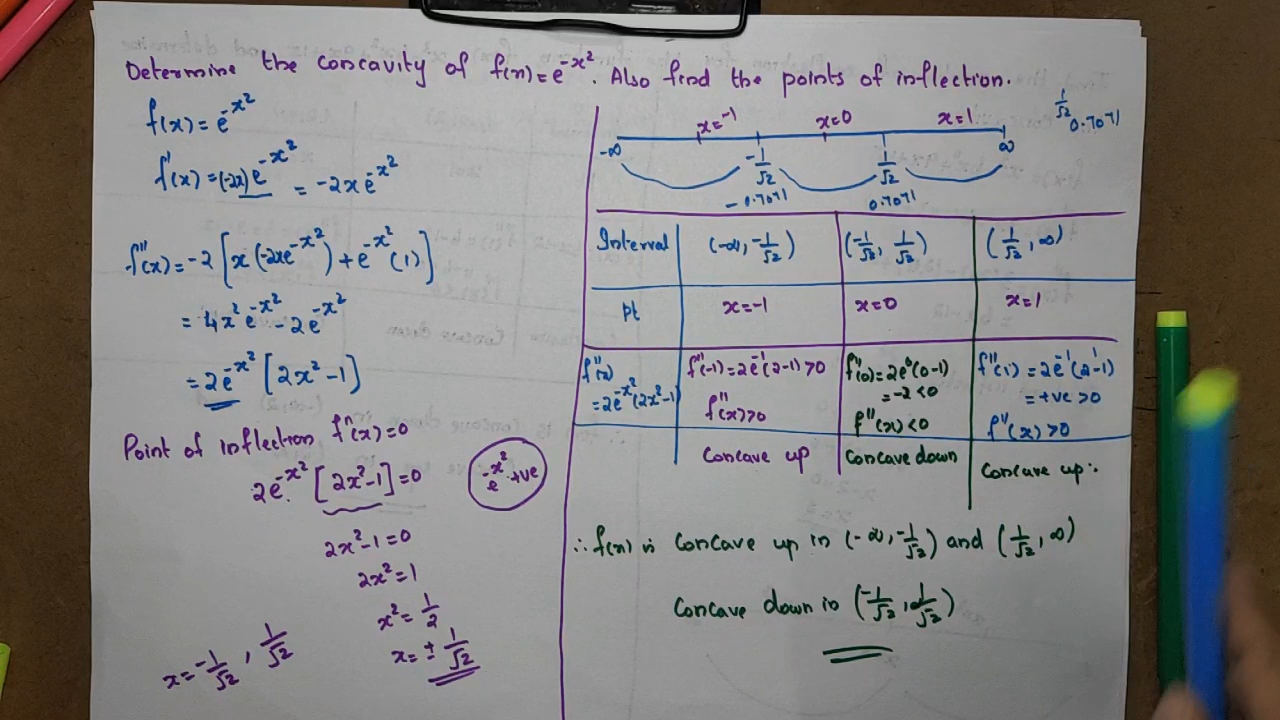 Determine the concavity of f(x)=e^{-x²}. Also find the points of inflection.
f(x)=e^{-x²}
f'(x)=(-2x)e^{-x²} = -2xe^{-x²}
f''(x)=-2[x(-2xe^{-x²})+e^{-x²}(1)]
=4x²e^{-x²}-2e^{-x²}
=2e^{-x²}[2x²-1]
Point of inflection f''(x)=0
2e^{-x²}[2x²-1]=0
e^{-x²} +ve
2x²-1=0
2x²=1
x²=1/2
x=±1/√2
x=-1/√2, 1/√2
1/√2 0.7071
x=-1 x=0 x=1
-∞ -1/√2 1/√2 ∞
-0.7071 0.7071
Interval (-∞,-1/√2) (-1/√2, 1/√2) (1/√2,∞)
Pt x=-1 x=0 x=1
f''(x) f''(-1)=2e^{-1}(2-1)>0 f''(0)=2e^{0}(0-1) f''(1)=2e^{-1}(2-1)
=2e^{-x²}(2x²-1) =-2<0 =+ve>0
f''(x)>0 f''(x)<0 f''(x)>0
Concave up Concave down Concave up.
∴f(x) is concave up in (-∞,-1/√2) and (1/√2,∞)
Concave down in (-1/√2,1/√2)